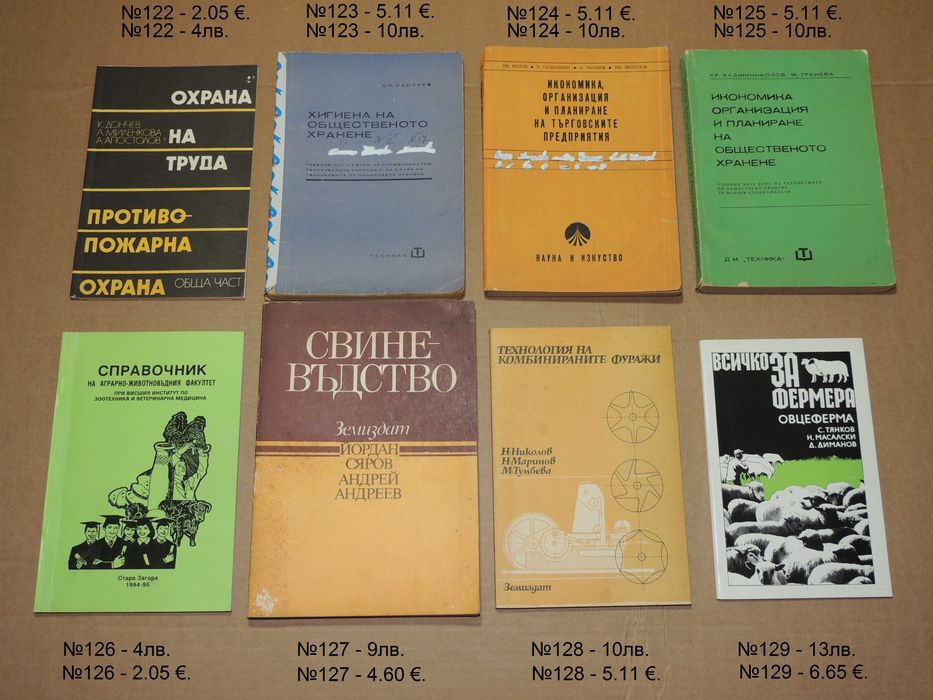 №122 - 2.05 €.
№122 - 4лв.
№123 - 5.11 €.
№123 - 10лв.
№124 - 5.11 €.
№124 - 10лв.
№125 - 5.11 €.
№125 - 10лв.
ОХРАНА
К. ДОНЧЕВ
А. МИЛЕНКОВА
А. АПОСТОЛОВ
НА
ТРУДА
ПРОТИВО-
ПОЖАРНА
ОХРАНА
ОБЩА ЧАСТ
ХИГИЕНА НА
ОБЩЕСТВЕНОТО
ХРАНЕНЕ
ТЕХНИКА
ИКОНОМИКА,
ОРГАНИЗАЦИЯ
И ПЛАНИРАНЕ
НА ТЪРГОВСКИТЕ
ПРЕДПРИЯТИЯ
НАУКА И ИЗКУСТВО
ХР. ХАДЖИНИКОЛОВ М. ТРЕНЕВА
ИКОНОМИКА
ОРГАНИЗАЦИЯ
И ПЛАНИРАНЕ
НА
ОБЩЕСТВЕНОТО
ХРАНЕНЕ
Д.И. „ТЕХНИКА“
СПРАВОЧНИК
НА АГРАРНО-ЖИВОТНОВЪДНИЯ ФАКУЛТЕТ
ПРИ ВИСШИЯ ИНСТИТУТ ПО
ЗООТЕХНИКА И ВЕТЕРИНАРНА МЕДИЦИНА
Стара Загора
1994-95
СВИНЕ-
ВЪДСТВО
Земиздат
ЙОРДАН
СЯРОВ
АНДРЕЙ
АНДРЕЕВ
ТЕХНОЛОГИЯ НА
КОМБИНИРАНИТЕ ФУРАЖИ
Н. Николов
Н. Маринов
М. Тумбева
Земиздат
ВСИЧКО ЗА
ФЕРМЕРА
ОВЦЕФЕРМА
С. ТЯНКОВ
Н. МАСАЛСКИ
Д. ДИМАНОВ
№126 - 4лв.
№126 - 2.05 €.
№127 - 9лв.
№127 - 4.60 €.
№128 - 10лв.
№128 - 5.11 €.
№129 - 13лв.
№129 - 6.65 €.